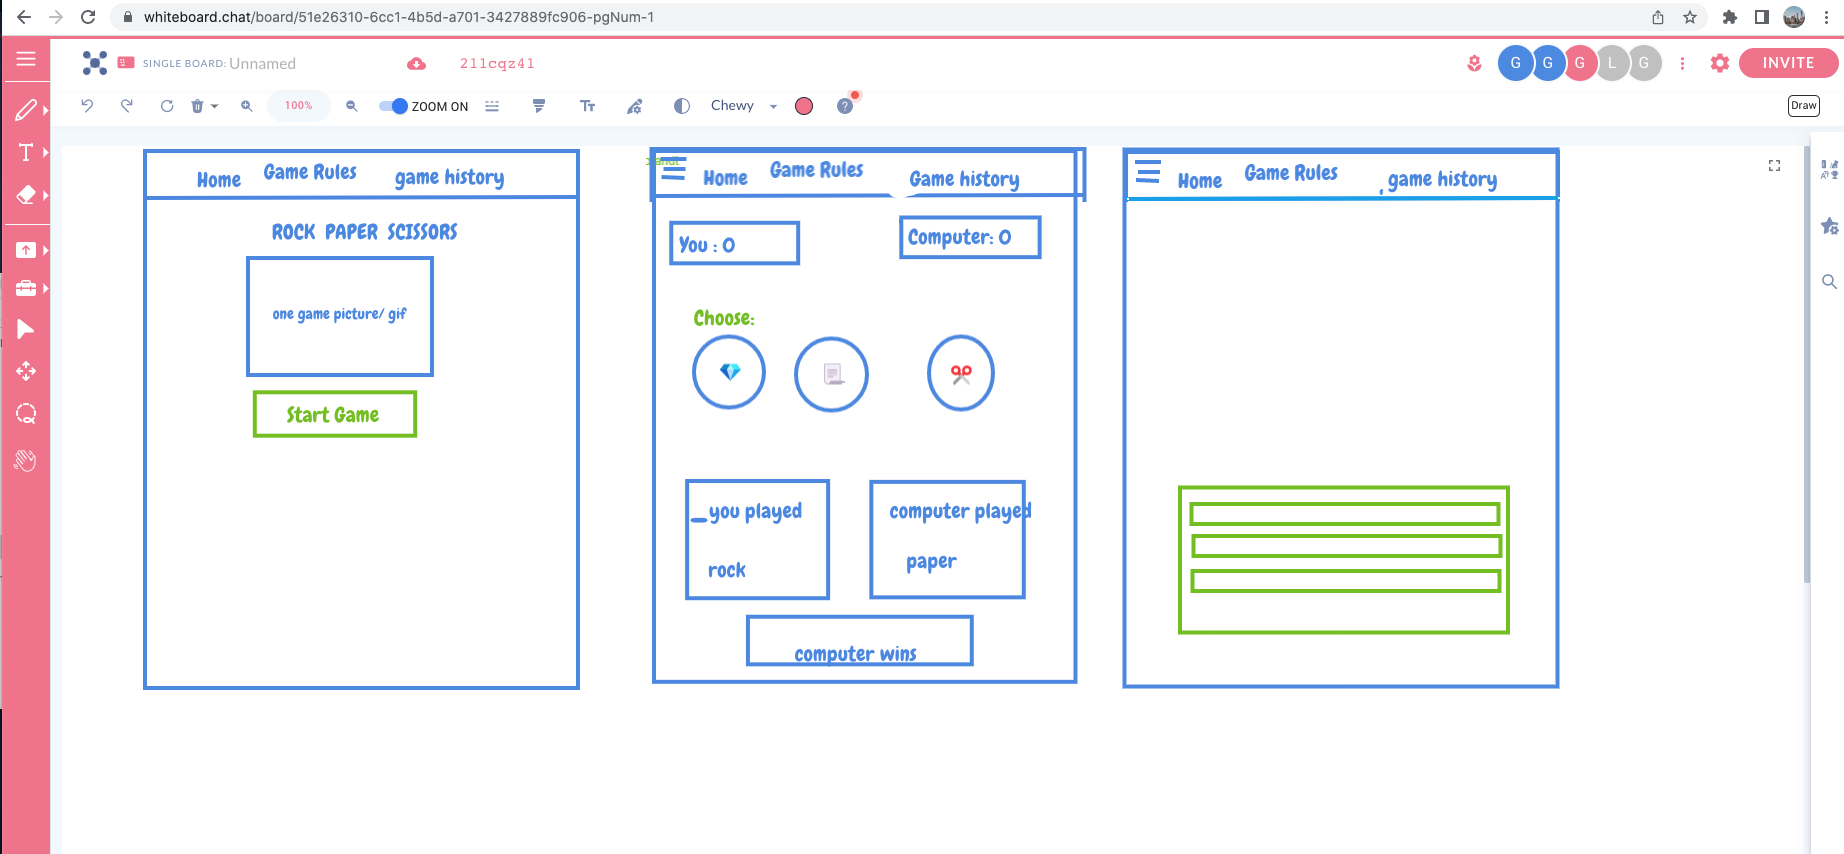 whiteboard.chat/board/51e26310-6cc1-4b5d-a701-3427889fc906-pgNum-1
SINGLE BOARD: Unnamed
211cqz41
G G G L G
INVITE
100%
ZOOM ON
Tт
Chewy
?
Draw
Home Game Rules game history
ROCK PAPER SCISSORS
one game picture/ gif
Start Game
Home Game Rules Game history
You : 0
Computer: 0
Choose:
_you played
rock
computer played
paper
computer wins
Home Game Rules , game history